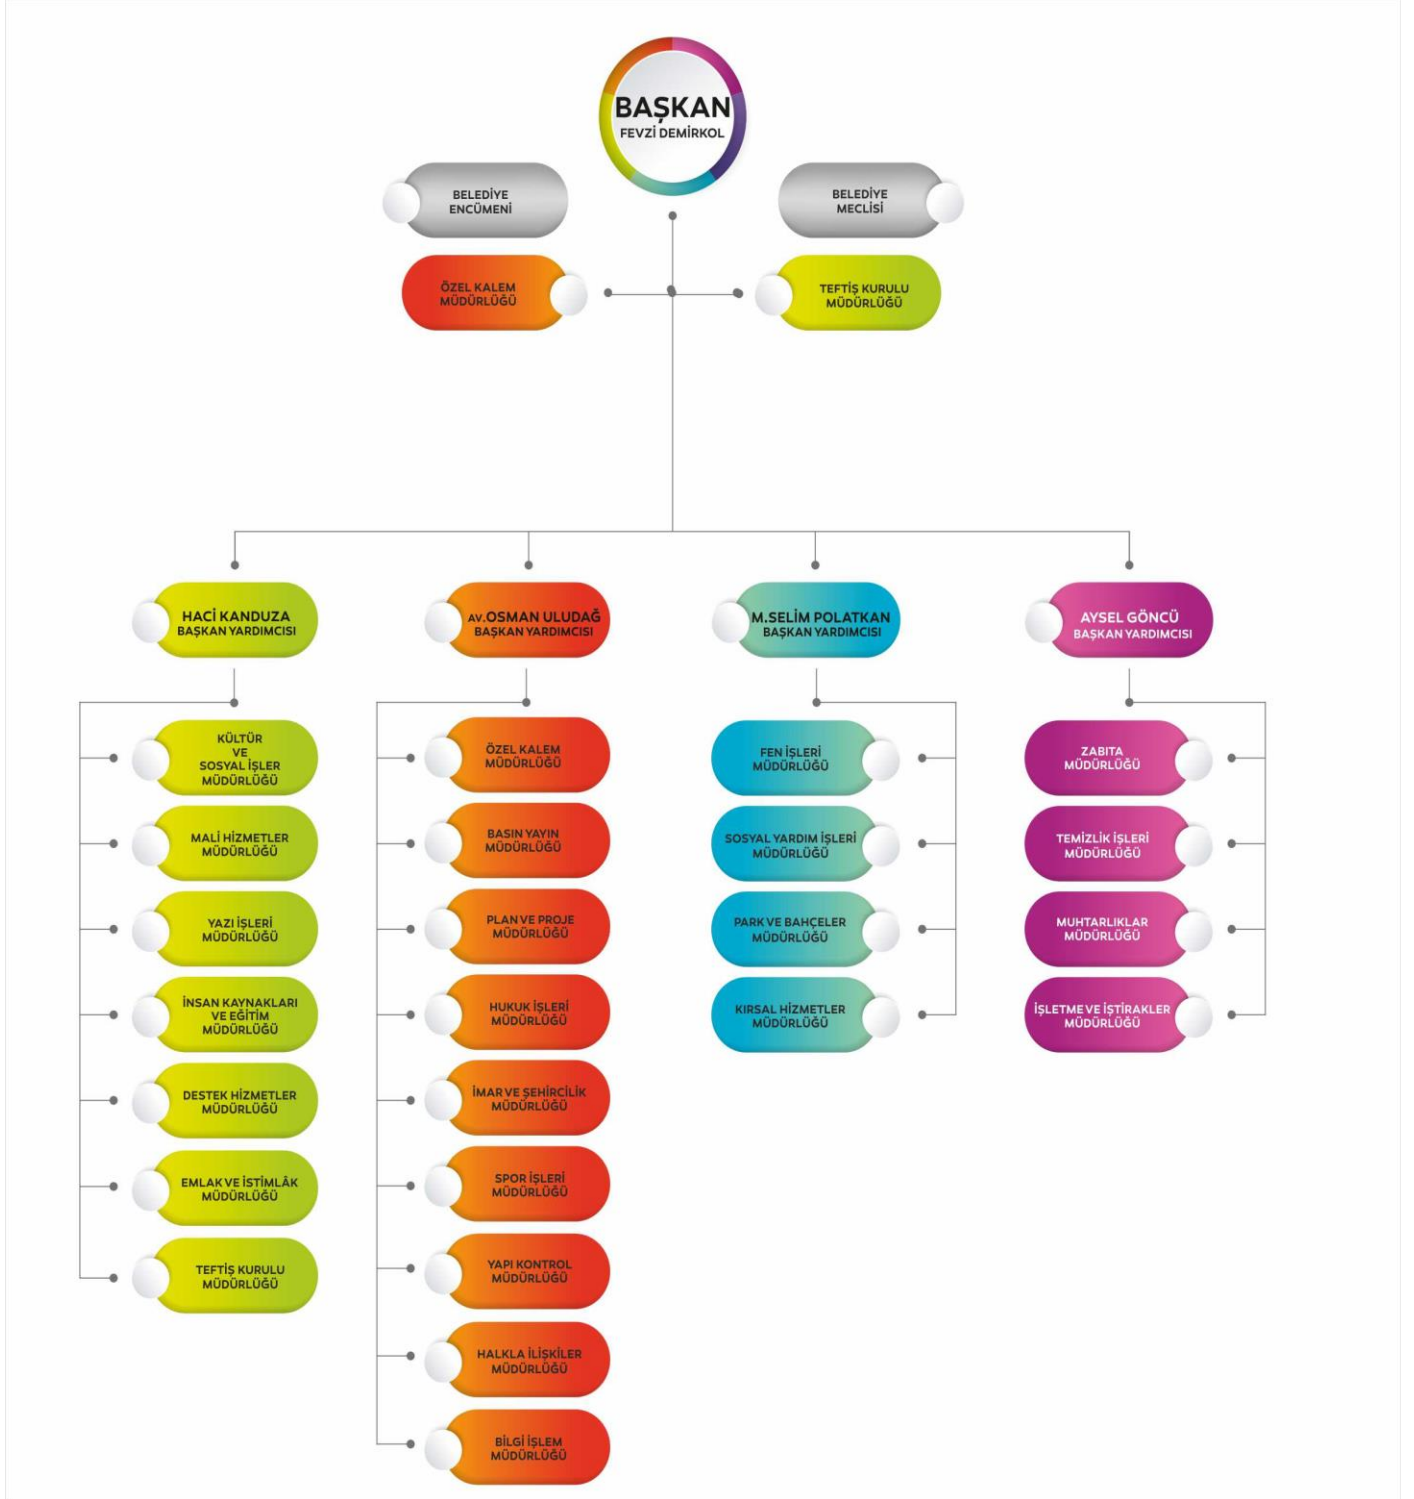 BAŞKAN
FEVZİ DEMİRKOL
BELEDİYE
ENCÜMENİ
BELEDİYE
MECLİSİ
ÖZEL KALEM
MÜDÜRLÜĞÜ
TEFTİŞ KURULU
MÜDÜRLÜĞÜ
HACİ KANDUZA
BAŞKAN YARDIMCISI
KÜLTÜR
VE
SOSYAL İŞLER
MÜDÜRLÜĞÜ
MALİ HİZMETLER
MÜDÜRLÜĞÜ
YAZI İŞLERİ
MÜDÜRLÜĞÜ
İNSAN KAYNAKLARI
VE EĞİTİM
MÜDÜRLÜĞÜ
DESTEK HİZMETLER
MÜDÜRLÜĞÜ
EMLAK VE İSTİMLÂK
MÜDÜRLÜĞÜ
TEFTİŞ KURULU
MÜDÜRLÜĞÜ
AV.OSMAN ULUDAĞ
BAŞKAN YARDIMCISI
ÖZEL KALEM
MÜDÜRLÜĞÜ
BASIN YAYIN
MÜDÜRLÜĞÜ
PLAN VE PROJE
MÜDÜRLÜĞÜ
HUKUK İŞLERİ
MÜDÜRLÜĞÜ
İMAR VE ŞEHİRCİLİK
MÜDÜRLÜĞÜ
SPOR İŞLERİ
MÜDÜRLÜĞÜ
YAPI KONTROL
MÜDÜRLÜĞÜ
HALKLA İLİŞKİLER
MÜDÜRLÜĞÜ
BİLGİ İŞLEM
MÜDÜRLÜĞÜ
M.SELİM POLATKAN
BAŞKAN YARDIMCISI
FEN İŞLERİ
MÜDÜRLÜĞÜ
SOSYAL YARDIM İŞLERİ
MÜDÜRLÜĞÜ
PARK VE BAHÇELER
MÜDÜRLÜĞÜ
KIRSAL HİZMETLER
MÜDÜRLÜĞÜ
AYSEL GÖNCÜ
BAŞKAN YARDIMCISI
ZABITA
MÜDÜRLÜĞÜ
TEMİZLİK İŞLERİ
MÜDÜRLÜĞÜ
MUHTARLIKLAR
MÜDÜRLÜĞÜ
İŞLETME VE İŞTİRAKLER
MÜDÜRLÜĞÜ